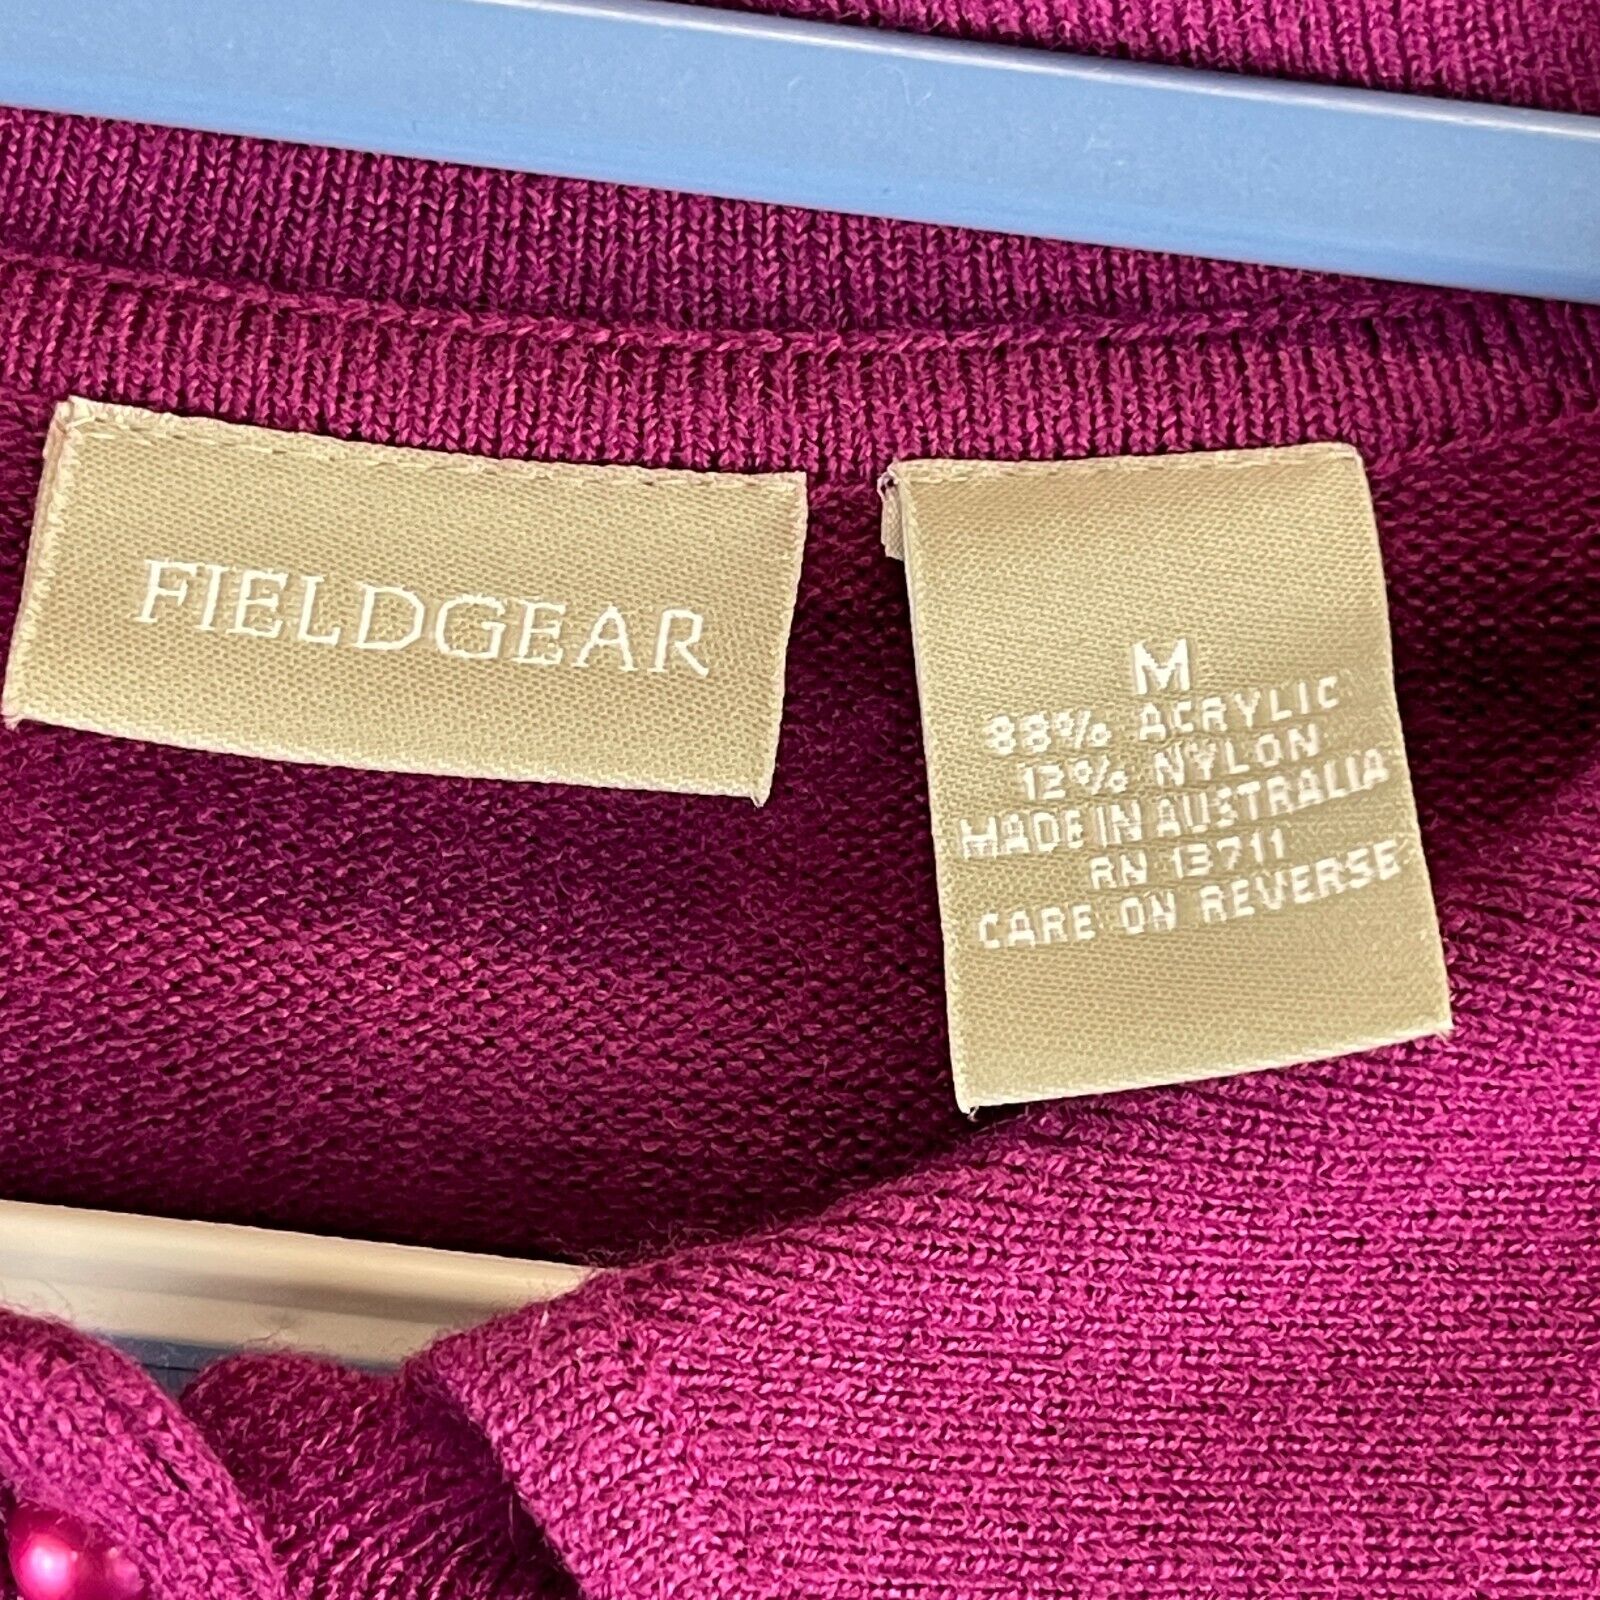 FIELDGEAR
M
88% ACRYLIC
12% NYLON
MADE IN AUSTRALIA
RN 13711
CARE ON REVERSE